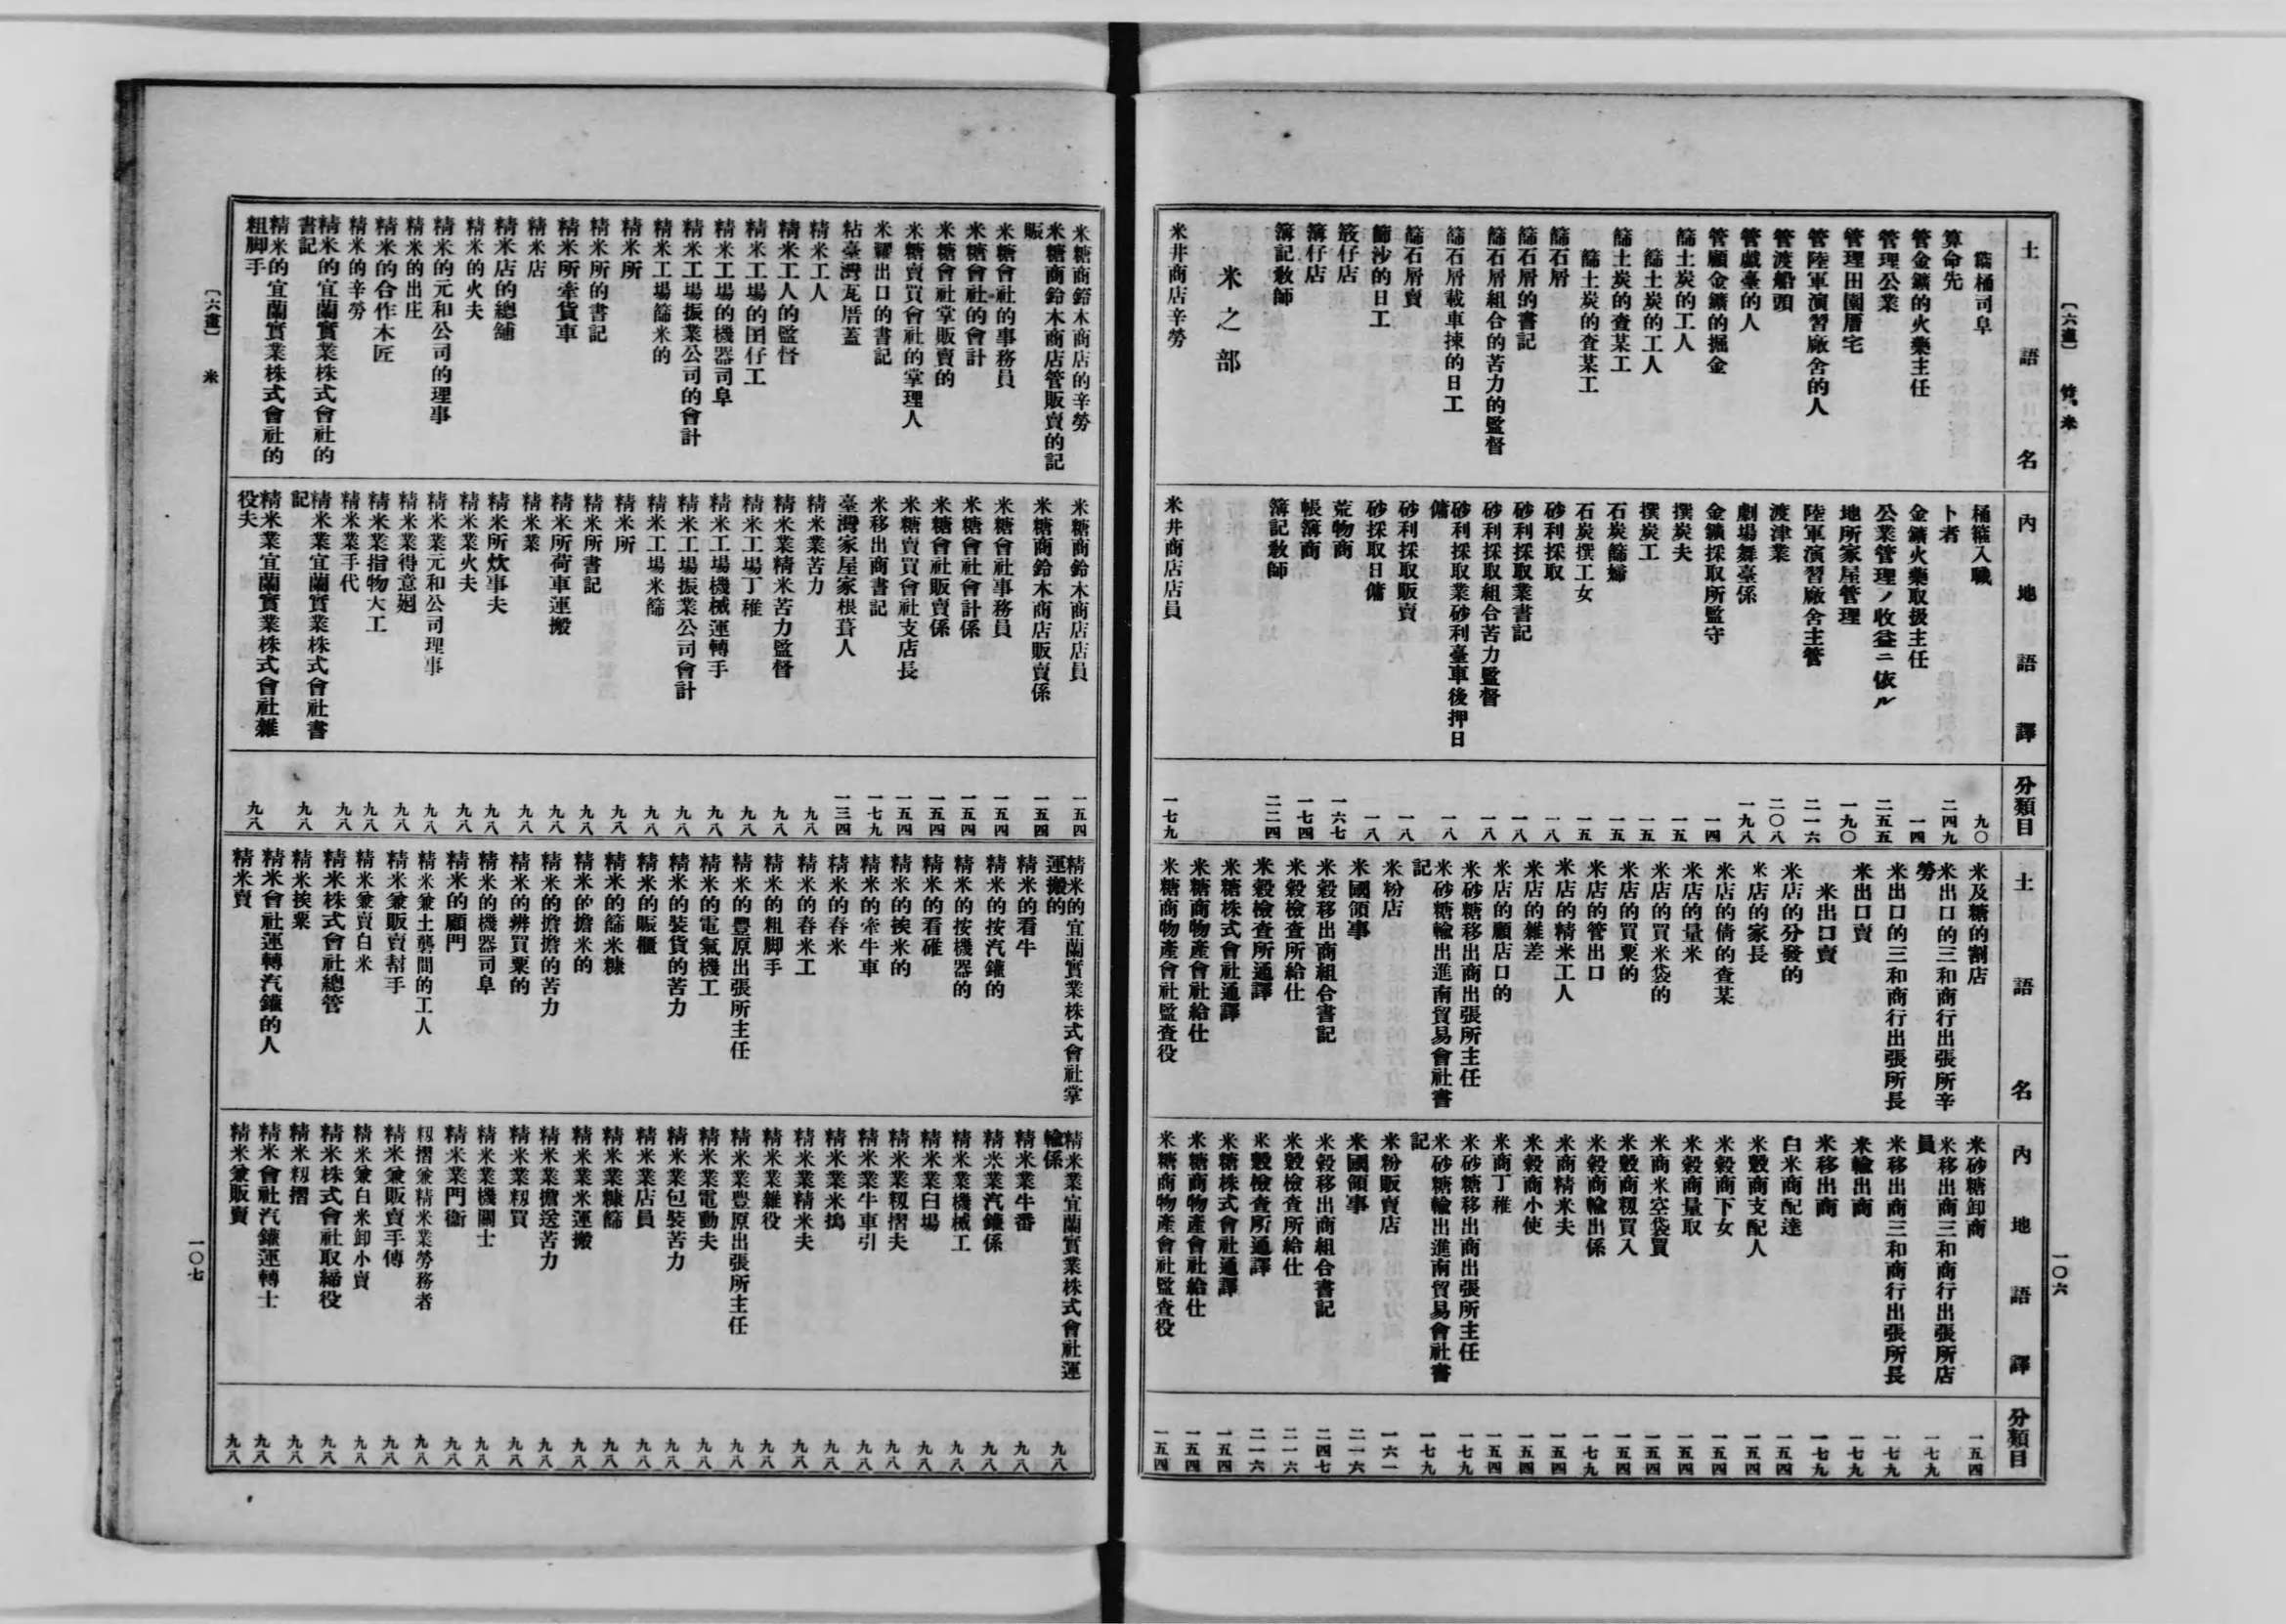 〔六畫〕 竹、米
土語名 內地語譯 分類目
箍桶司阜 桶籠入職 九〇
算命先 卜者 二四九
管金鑛的火藥主任 金鑛火藥取扱主任 一四
管理公業 公業管理ノ收益ニ依ル 二五五
管理田園厝宅 地所家屋管理 一九〇
管陸軍演習廠舍的人 陸軍演習廠舍主管 二一六
管渡船頭 渡津業 二〇八
管戲臺的人 劇場舞臺係 一九八
管顧金鑛的掘金 金鑛採取所監守 一四
篩土炭的工人 撰炭夫 一五
篩土炭的工人 撰炭工 一五
篩土炭的查某工 石炭篩婦 一五
篩土炭的查某工 石炭撰工女 一五
篩石屑 砂利採取 一八
篩石屑的書記 砂利採取業書記 一八
篩石屑組合的苦力的監督 砂利採取組合苦力監督 一八
篩石屑載車揀的日工 砂利採取業砂利臺車後押日傭 一八
篩石屑賣 砂利採取販賣 一八
篩沙的日工 砂採取日傭 一八
筊仔店 荒物商 一六七
簿仔店 帳簿商 一七四
簿記敎師 簿記敎師 二二四
米之部
米井商店辛勞 米井商店店員 一七九
土語名 內地語譯 分類目
米及糖的割店 米砂糖卸商 一五四
米出口的三和商行出張所辛勞 米移出商三和商行出張所店員 一七九
米出口的三和商行出張所長 米移出商三和商行出張所長 一七九
米出口賣 米輸出商 一七九
米出口賣 米移出商 一七九
米店的分發的 白米商配達 一五四
米店的家長 米穀商支配人 一五四
米店的倩的查某 米穀商下女 一五四
米店的量米 米穀商量取 一五四
米店的買米袋的 米商米空袋買 一五四
米店的買粟的 米穀商籾買入 一五四
米店的管出口 米穀商輸出係 一七九
米店的精米工人 米商精米夫 一五四
米店的雜差 米穀商小使 一五四
米店的顧店口的 米商丁稚 一五四
米砂糖移出商出張所主任 米砂糖移出商出張所主任 一七九
米砂糖輸出進南貿易會社書記 米砂糖輸出進南貿易會社書記 一七九
米粉店 米粉販賣店 一六一
米國領事 米國領事 二一六
米穀移出商組合書記 米穀移出商組合書記 二四七
米穀檢查所給仕 米穀檢查所給仕 二一六
米穀檢查所通譯 米穀檢查所通譯 二一六
米糖株式會社通譯 米糖株式會社通譯 一五四
米糖商物產會社給仕 米糖商物產會社給仕 一五四
米糖商物產會社監查役 米糖商物產會社監查役 一五四
一〇六
米糖商鈴木商店的辛勞 米糖商鈴木商店店員 一五四
米糖商鈴木商店管販賣的記賬 米糖商鈴木商店販賣係 一五四
米糖會社的事務員 米糖會社事務員 一五四
米糖會社的會計 米糖會社會計係 一五四
米糖會社掌販賣的 米糖會社販賣係 一五四
米糖賣買會社的掌理人 米糖賣買會社支店長 一五四
米糶出口的書記 米移出商書記 一七九
粘臺灣瓦厝蓋 臺灣家屋家根葺人 一三四
精米工人 精米業苦力 九八
精米工人的監督 精米業精米苦力監督 九八
精米工場的囝仔工 精米工場丁稚 九八
精米工場的機器司阜 精米工場機械運轉手 九八
精米工場振業公司的會計 精米工場振業公司會計 九八
精米工場篩米的 精米工場米篩 九八
精米所 精米所 九八
精米所的書記 精米所書記 九八
精米所牽貨車 精米所荷車運搬 九八
精米店 精米業 九八
精米店的總舖 精米所炊事夫 九八
精米的火夫 精米業火夫 九八
精米的元和公司的理事 精米業元和公司理事 九八
精米的出庄 精米業得意廻 九八
精米的合作木匠 精米業指物大工 九八
精米的辛勞 精米業手代 九八
精米的宜蘭實業株式會社的書記 精米業宜蘭實業株式會社書記 九八
精米的宜蘭實業株式會社的粗脚手 精米業宜蘭實業株式會社雜役夫 九八
精米的宜蘭實業株式會社掌運搬的 精米業宜蘭實業株式會社運輸係 九八
精米的看牛 精米業牛番 九八
精米的按汽鑵的 精米業汽鑵係 九八
精米的按機器的 精米業機械工 九八
精米的看碓 精米業臼場 九八
精米的挨米的 精米業籾摺夫 九八
精米的牽牛車 精米業牛車引 九八
精米的舂米 精米業米搗 九八
精米的舂米工 精米業精米夫 九八
精米的粗脚手 精米業雜役 九八
精米的豐原出張所主任 精米業豐原出張所主任 九八
精米的電氣機工 精米業電動夫 九八
精米的裝貨的苦力 精米業包裝苦力 九八
精米的賬櫃 精米業店員 九八
精米的篩米糠 精米業糠篩 九八
精米的擔米的 精米業米運搬 九八
精米的擔擔的苦力 精米業擔送苦力 九八
精米的辨買粟的 精米業籾買 九八
精米的機器司阜 精米業機關士 九八
精米的顧門 精米業門衞 九八
精米兼土礱間的工人 籾摺兼精米業勞務者 九八
精米兼販賣幇手 精米兼販賣手傳 九八
精米兼賣白米 精米兼白米卸小賣 九八
精米株式會社總管 精米株式會社取締役 九八
精米挨粟 精米籾摺 九八
精米會社運轉汽鑵的人 精米會社汽鑵運轉士 九八
精米賣 精米兼販賣 九八
〔六畫〕 米
一〇七